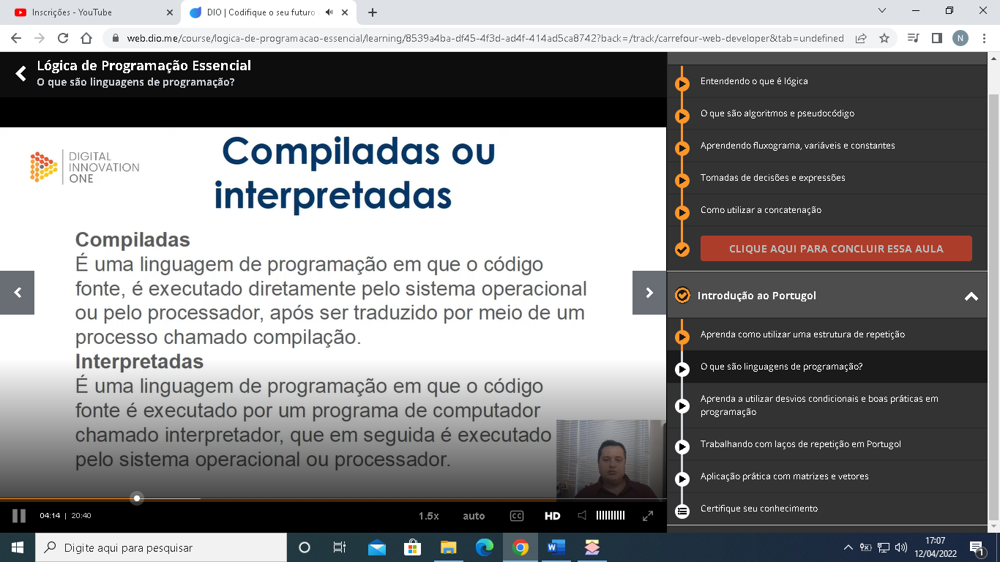 Inscrições - YouTube
DIO | Codifique o seu futuro
web.dio.me/course/logica-de-programacao-essencial/learning/8539a4ba-df45-4f3d-ad4f-414ad5ca8742?back=/track/carrefour-web-developer&tab=undefined
N
Lógica de Programação Essencial
O que são linguagens de programação?
DIGITAL
INNOVATION
ONE
Compiladas ou
interpretadas
Compiladas
É uma linguagem de programação em que o código
fonte, é executado diretamente pelo sistema operacional
ou pelo processador, após ser traduzido por meio de um
processo chamado compilação.
Interpretadas
É uma linguagem de programação em que o código
fonte é executado por um programa de computador
chamado interpretador, que em seguida é executado
pelo sistema operacional ou processador.
04:14 | 20:40
1.5x
auto
CC
HD
Entendendo o que é lógica
O que são algoritmos e pseudocódigo
Aprendendo fluxograma, variáveis e constantes
Tomadas de decisões e expressões
Como utilizar a concatenação
CLIQUE AQUI PARA CONCLUIR ESSA AULA
Introdução ao Portugol
Aprenda como utilizar uma estrutura de repetição
O que são linguagens de programação?
Aprenda a utilizar desvios condicionais e boas práticas em
programação
Trabalhando com laços de repetição em Portugol
Aplicação prática com matrizes e vetores
Certifique seu conhecimento
Digite aqui para pesquisar
17:07
12/04/2022
1